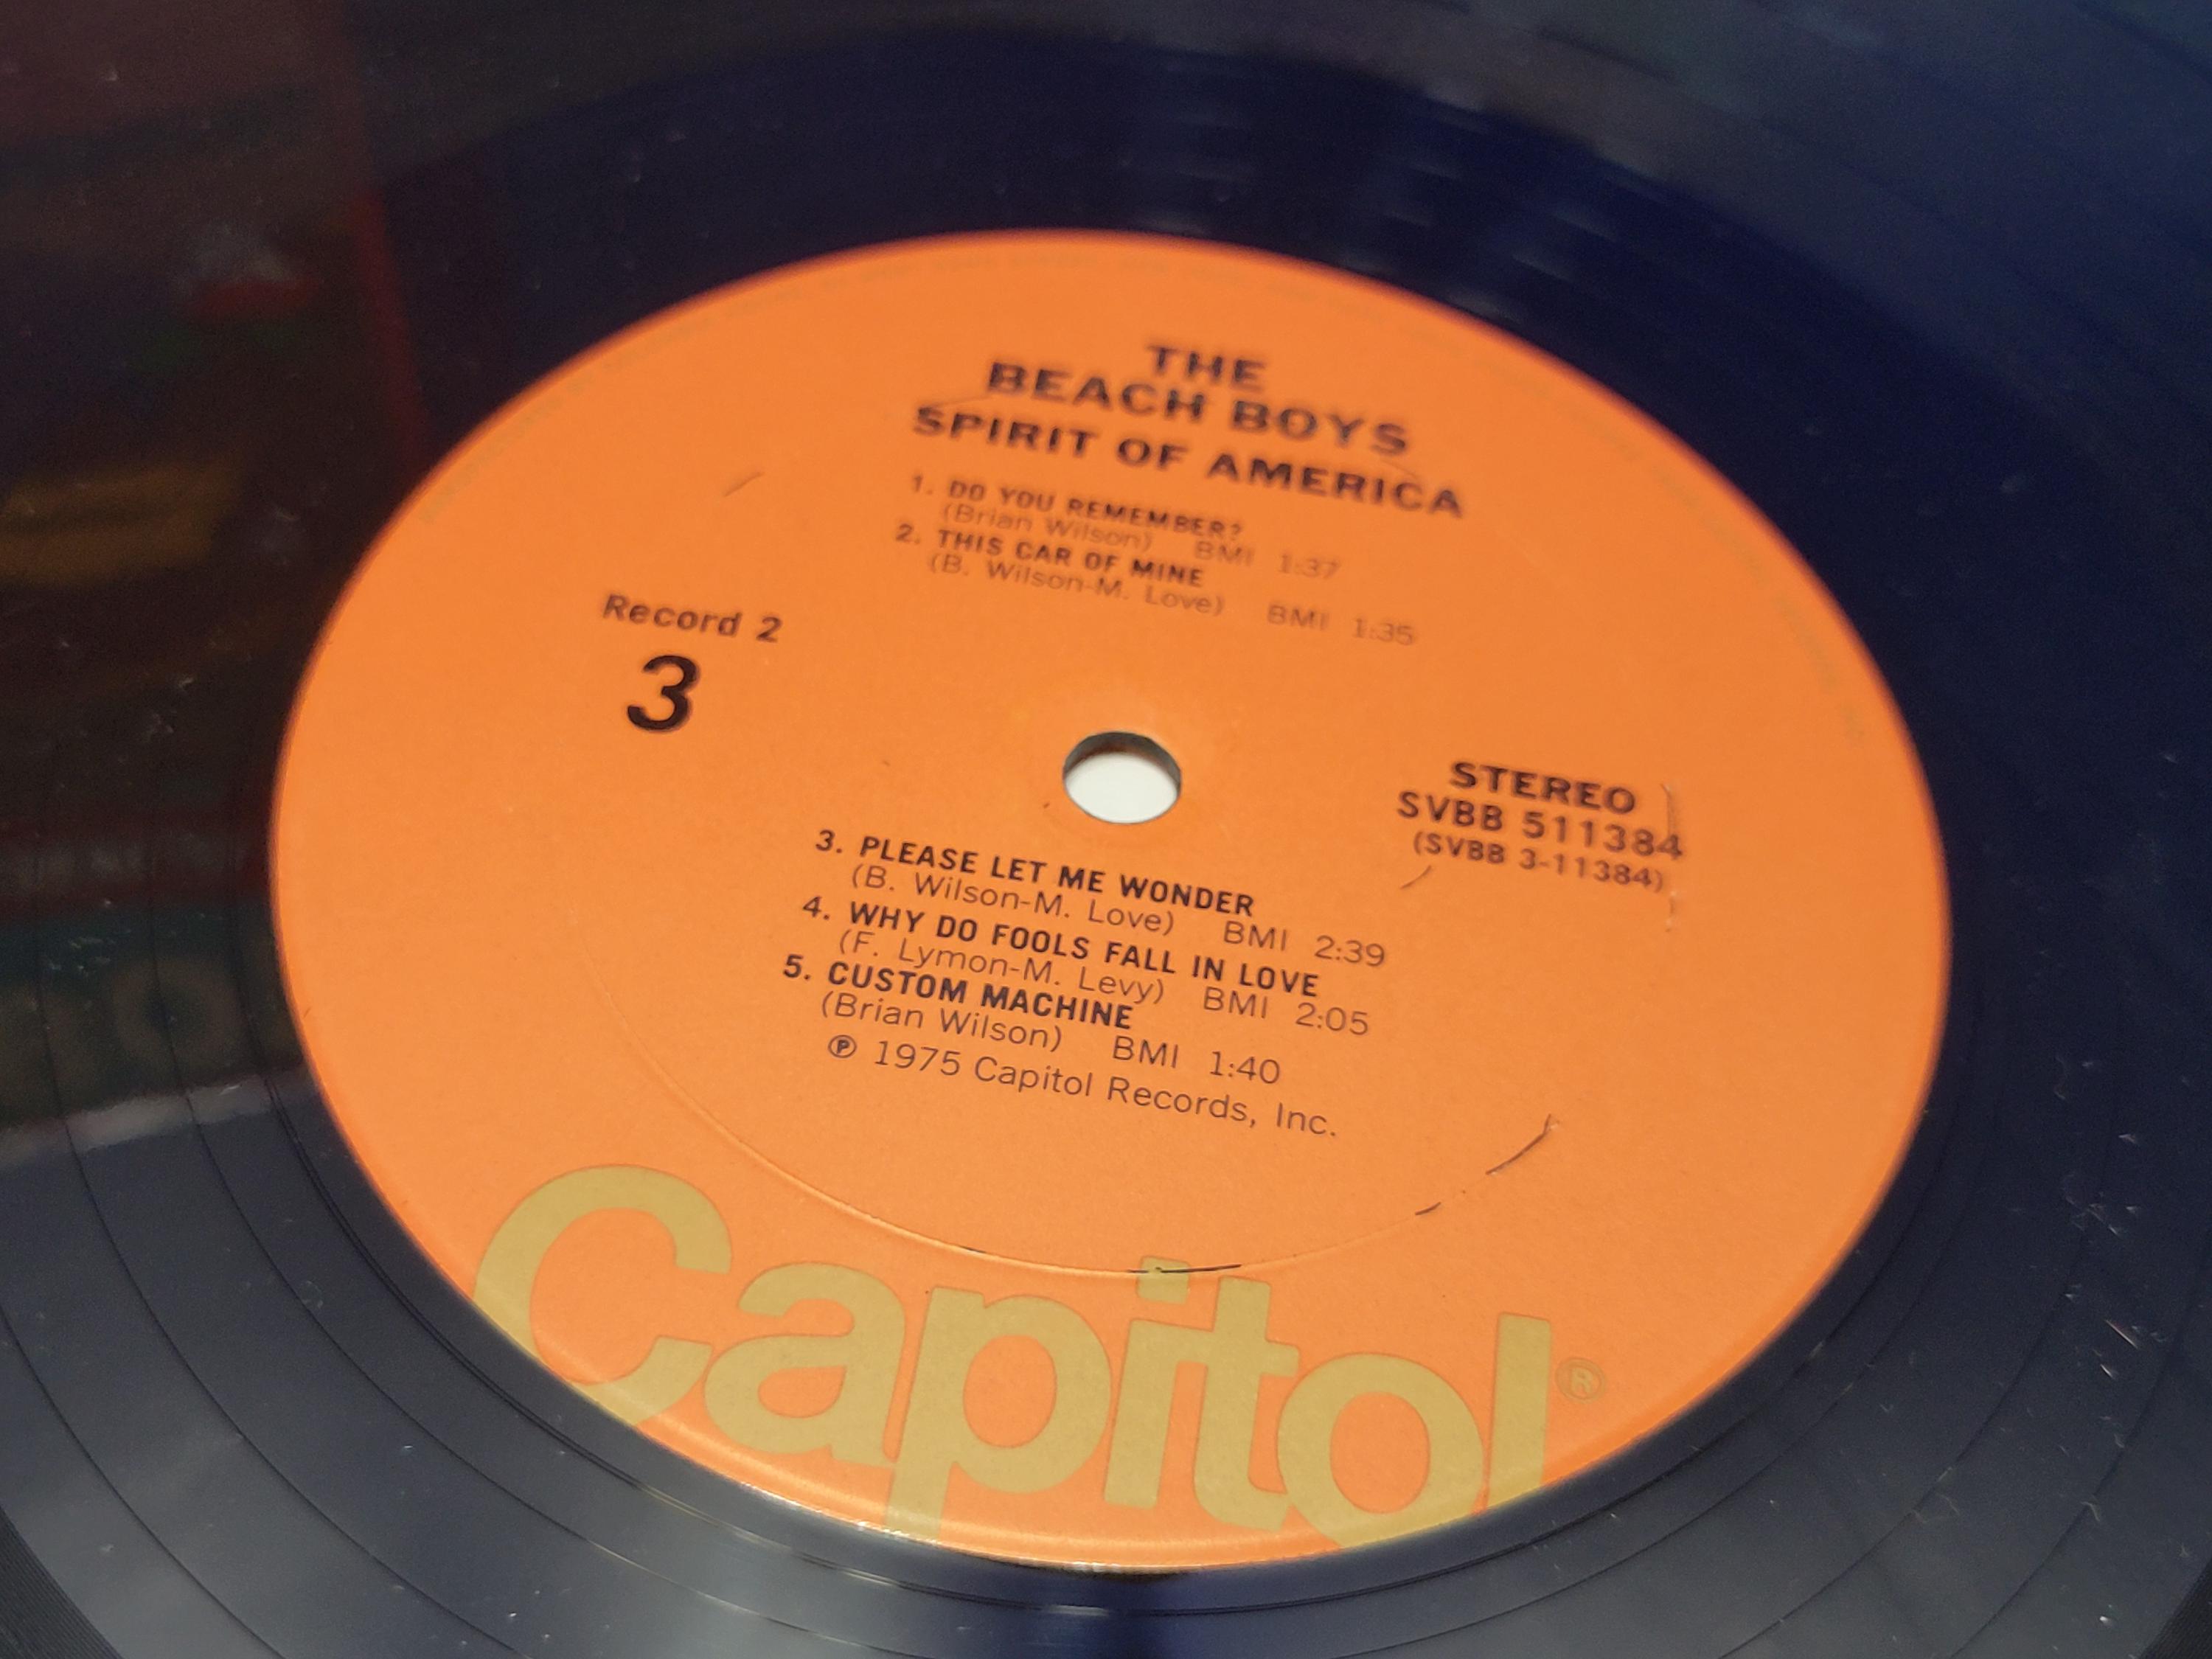 THE
BEACH BOYS
SPIRIT OF AMERICA
1. DO YOU REMEMBER?
(Brian Wilson) BMI 1:37
2. THIS CAR OF MINE
(B. Wilson-M. Love) BMI 1:35
Record 2
3
STEREO
SVBB 511384
(SVBB 3-11384)
3. PLEASE LET ME WONDER
(B. Wilson-M. Love) BMI 2:39
4. WHY DO FOOLS FALL IN LOVE
(F. Lymon-M. Levy) BMI 2:05
5. CUSTOM MACHINE
(Brian Wilson) BMI 1:40
℗ 1975 Capitol Records, Inc.
Capitol®